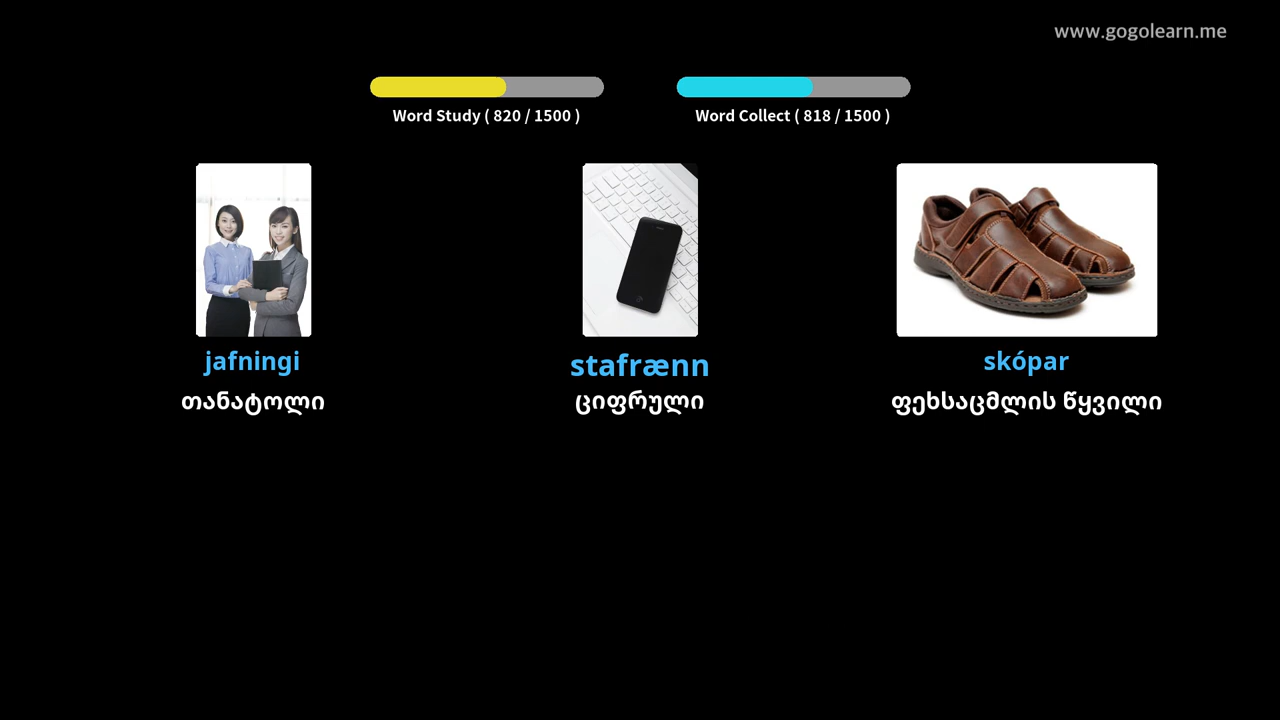 www.gogolearn.me
Word Study ( 820 / 1500 )
Word Collect ( 818 / 1500 )
jafningi
stafrænn
skópar
თანატოლი
ციფრული
ფეხსაცმლის წყვილი